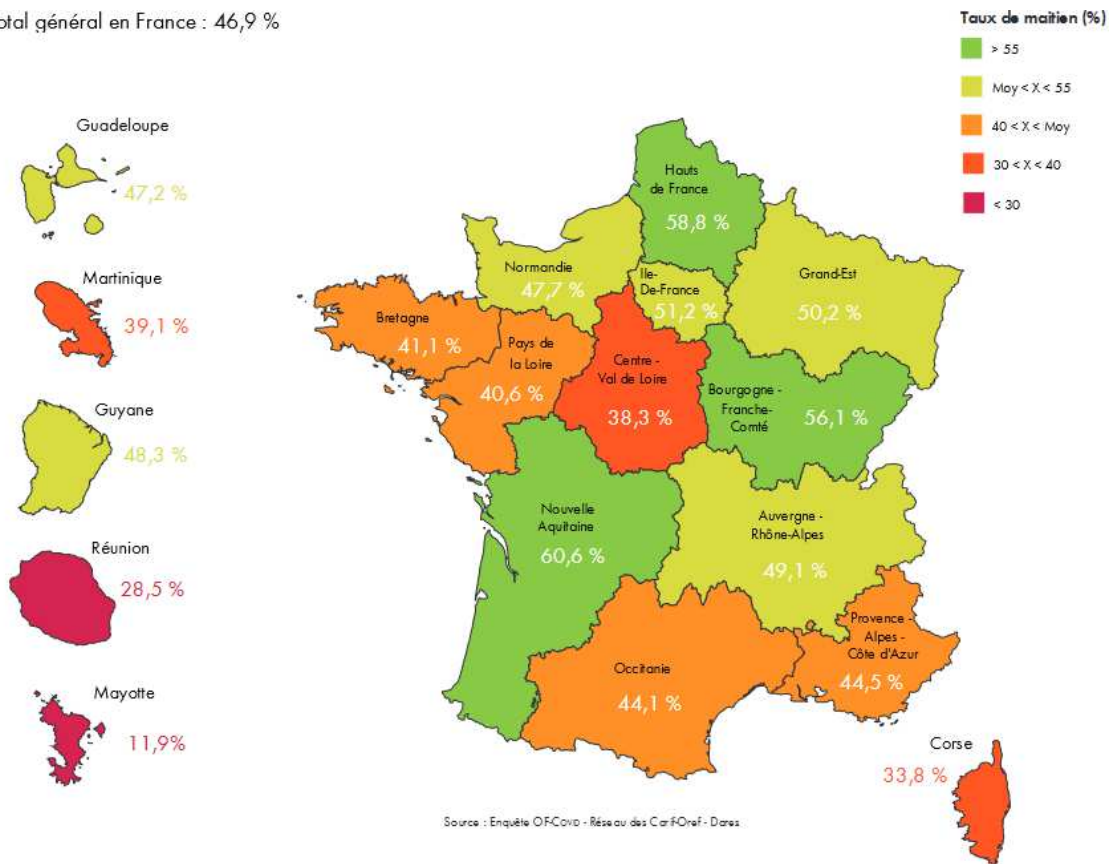 otal général en France : 46,9 %
Taux de maitien (%)
> 55
Moy < X < 55
40 < X < Moy
30 < X < 40
< 30
Guadeloupe
47,2 %
Martinique
39,1 %
Guyane
48,3 %
Réunion
28,5 %
Mayotte
11,9%
Hauts
de France
58,8 %
Normandie
47,7 %
Ile-
De-France
51,2 %
Grand-Est
50,2 %
Bretagne
41,1 %
Pays de
la Loire
40,6 %
Centre -
Val de Loire
38,3 %
Bourgogne -
Franche-
Comté
56,1 %
Nouvelle
Aquitaine
60,6 %
Auvergne -
Rhône-Alpes
49,1 %
Occitanie
44,1 %
Provence -
Alpes -
Côte d'Azur
44,5 %
Corse
33,8 %
Source : Enquête OF-Covid - Réseau des Carif-Oref - Dares